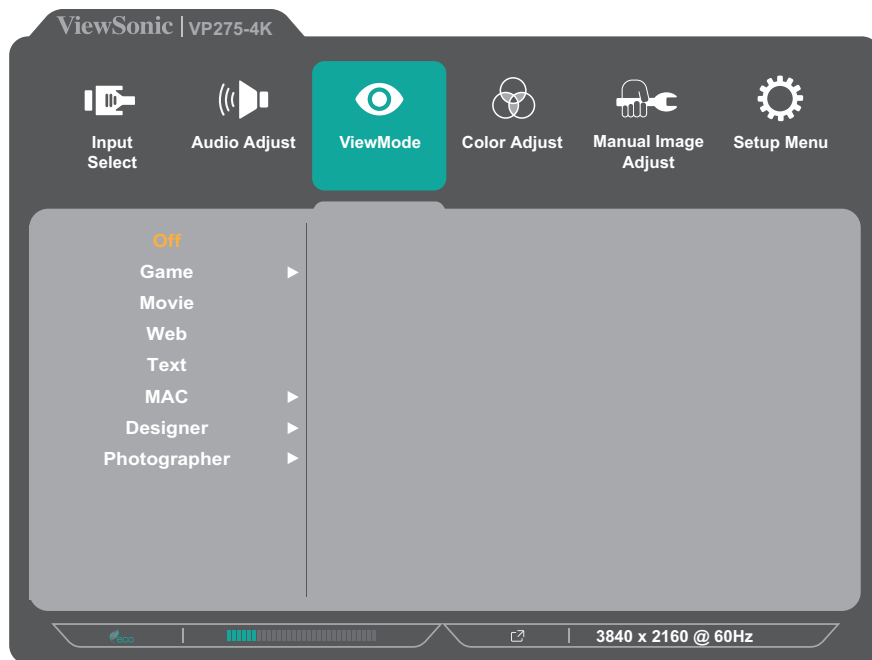 ViewSonic | VP275-4K
Input Select
Audio Adjust
ViewMode
Color Adjust
Manual Image Adjust
Setup Menu
Off
Game
Movie
Web
Text
MAC
Designer
Photographer
eco
3840 x 2160 @ 60Hz